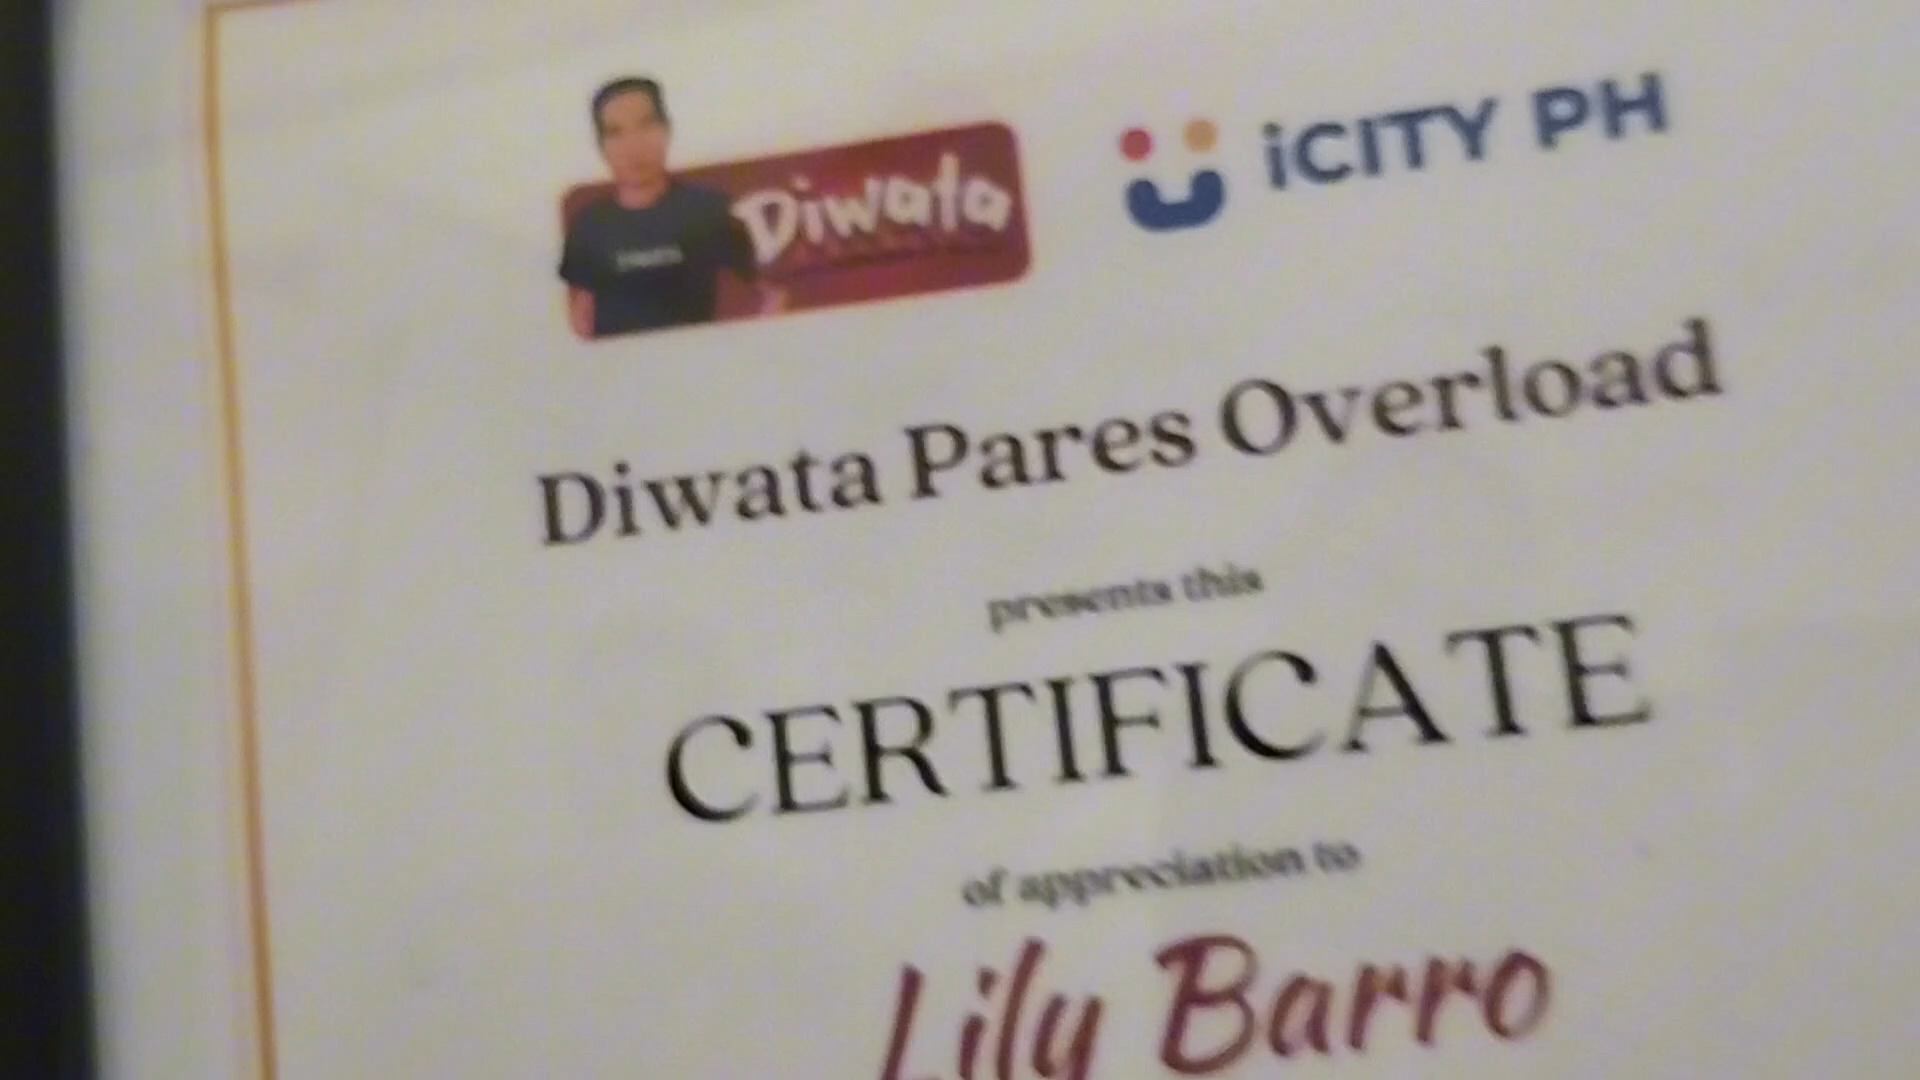 Diwata
iCITY PH
Diwata Pares Overload
presents this
CERTIFICATE
of appreciation to
Lily Barro